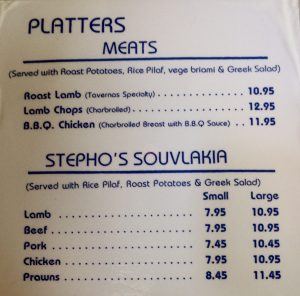 PLATTERS
MEATS
(Served with Roast Potatoes, Rice Pilaf, vege briami & Greek Salad)
Roast Lamb (Tavernas Specialty) . . . . . . . . . . . . 10.95
Lamb Chops (Charbroiled) . . . . . . . . . . . . . . . . 12.95
B.B.Q. Chicken (Charbroiled Breast with B.B.Q Sauce) . . 11.95
STEPHO'S SOUVLAKIA
(Served with Rice Pilaf, Roast Potatoes & Greek Salad)
Small Large
Lamb . . . . . . . . . . . . . . . . . . 7.95 10.95
Beef . . . . . . . . . . . . . . . . . . 7.95 10.95
Pork . . . . . . . . . . . . . . . . . . 7.45 10.45
Chicken . . . . . . . . . . . . . . . . 7.95 10.95
Prawns . . . . . . . . . . . . . . . . . 8.45 11.45